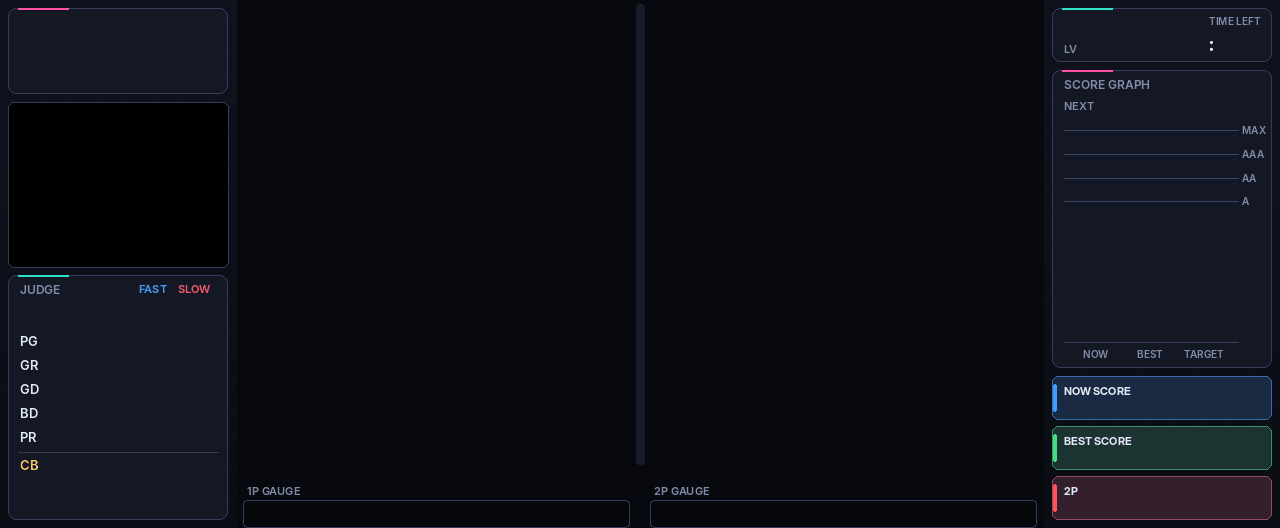 JUDGE FAST SLOW
PG
GR
GD
BD
PR
CB
1P GAUGE
2P GAUGE
TIME LEFT
LV :
SCORE GRAPH
NEXT
MAX
AAA
AA
A
NOW BEST TARGET
NOW SCORE
BEST SCORE
2P